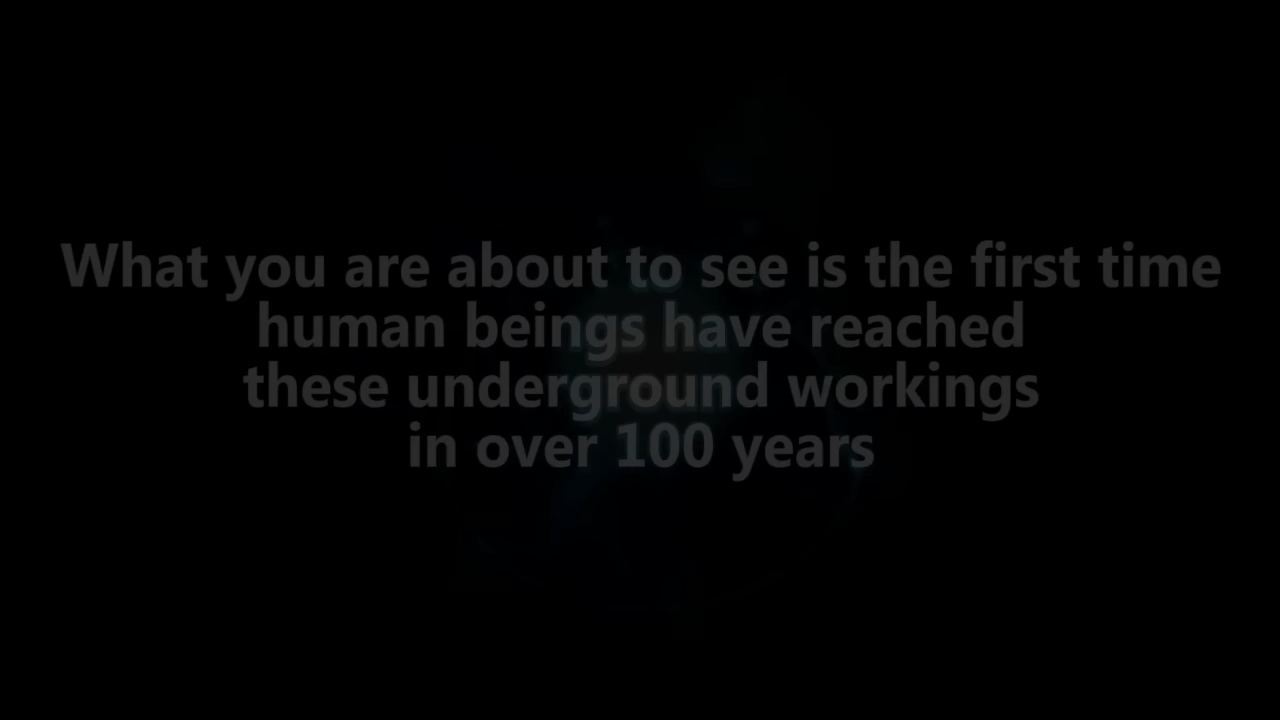 What you are about to see is the first time
human beings have reached
these underground workings
in over 100 years